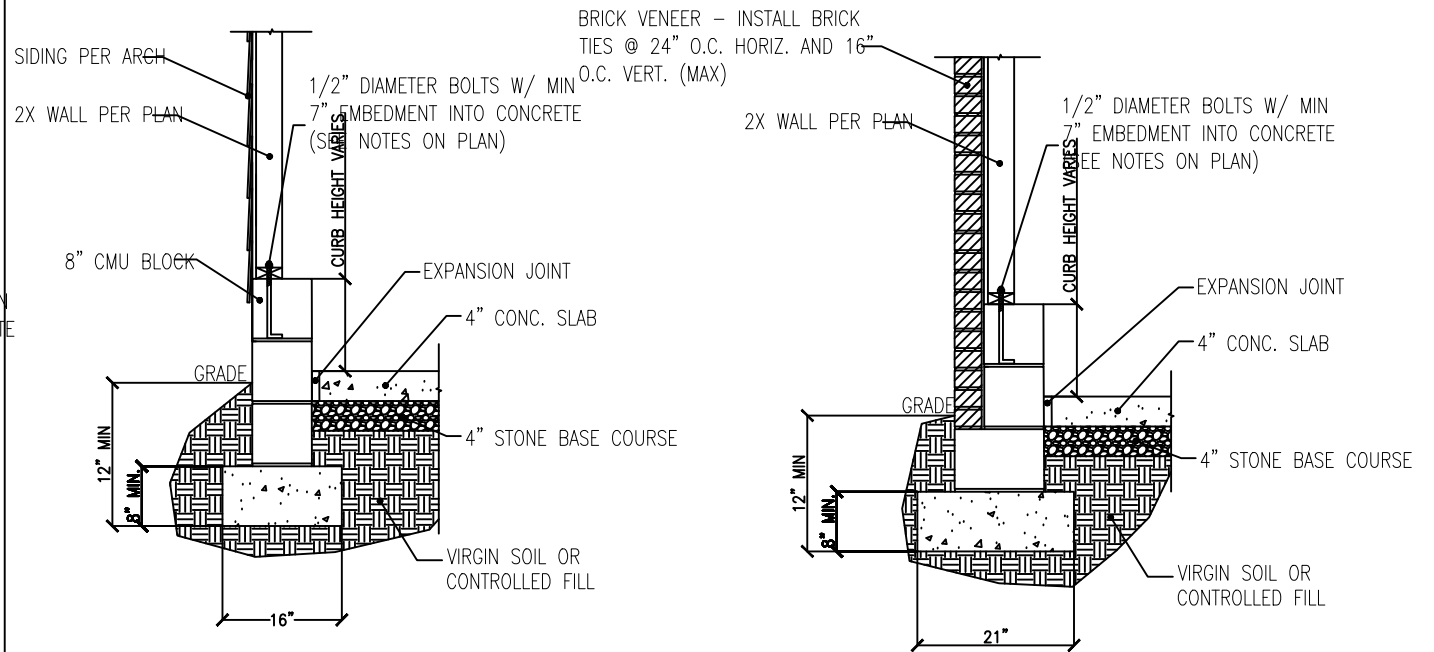 SIDING PER ARCH
2X WALL PER PLAN
1/2" DIAMETER BOLTS W/ MIN
7" EMBEDMENT INTO CONCRETE
(SEE NOTES ON PLAN)
CURB HEIGHT VARIES
8" CMU BLOCK
EXPANSION JOINT
4" CONC. SLAB
GRADE
4" STONE BASE COURSE
12" MIN
8" MIN.
VIRGIN SOIL OR
CONTROLLED FILL
16"
N
TE
BRICK VENEER – INSTALL BRICK
TIES @ 24" O.C. HORIZ. AND 16"
O.C. VERT. (MAX)
2X WALL PER PLAN
1/2" DIAMETER BOLTS W/ MIN
7" EMBEDMENT INTO CONCRETE
(SEE NOTES ON PLAN)
CURB HEIGHT VARIES
EXPANSION JOINT
4" CONC. SLAB
GRADE
4" STONE BASE COURSE
12" MIN
8" MIN.
VIRGIN SOIL OR
CONTROLLED FILL
21"